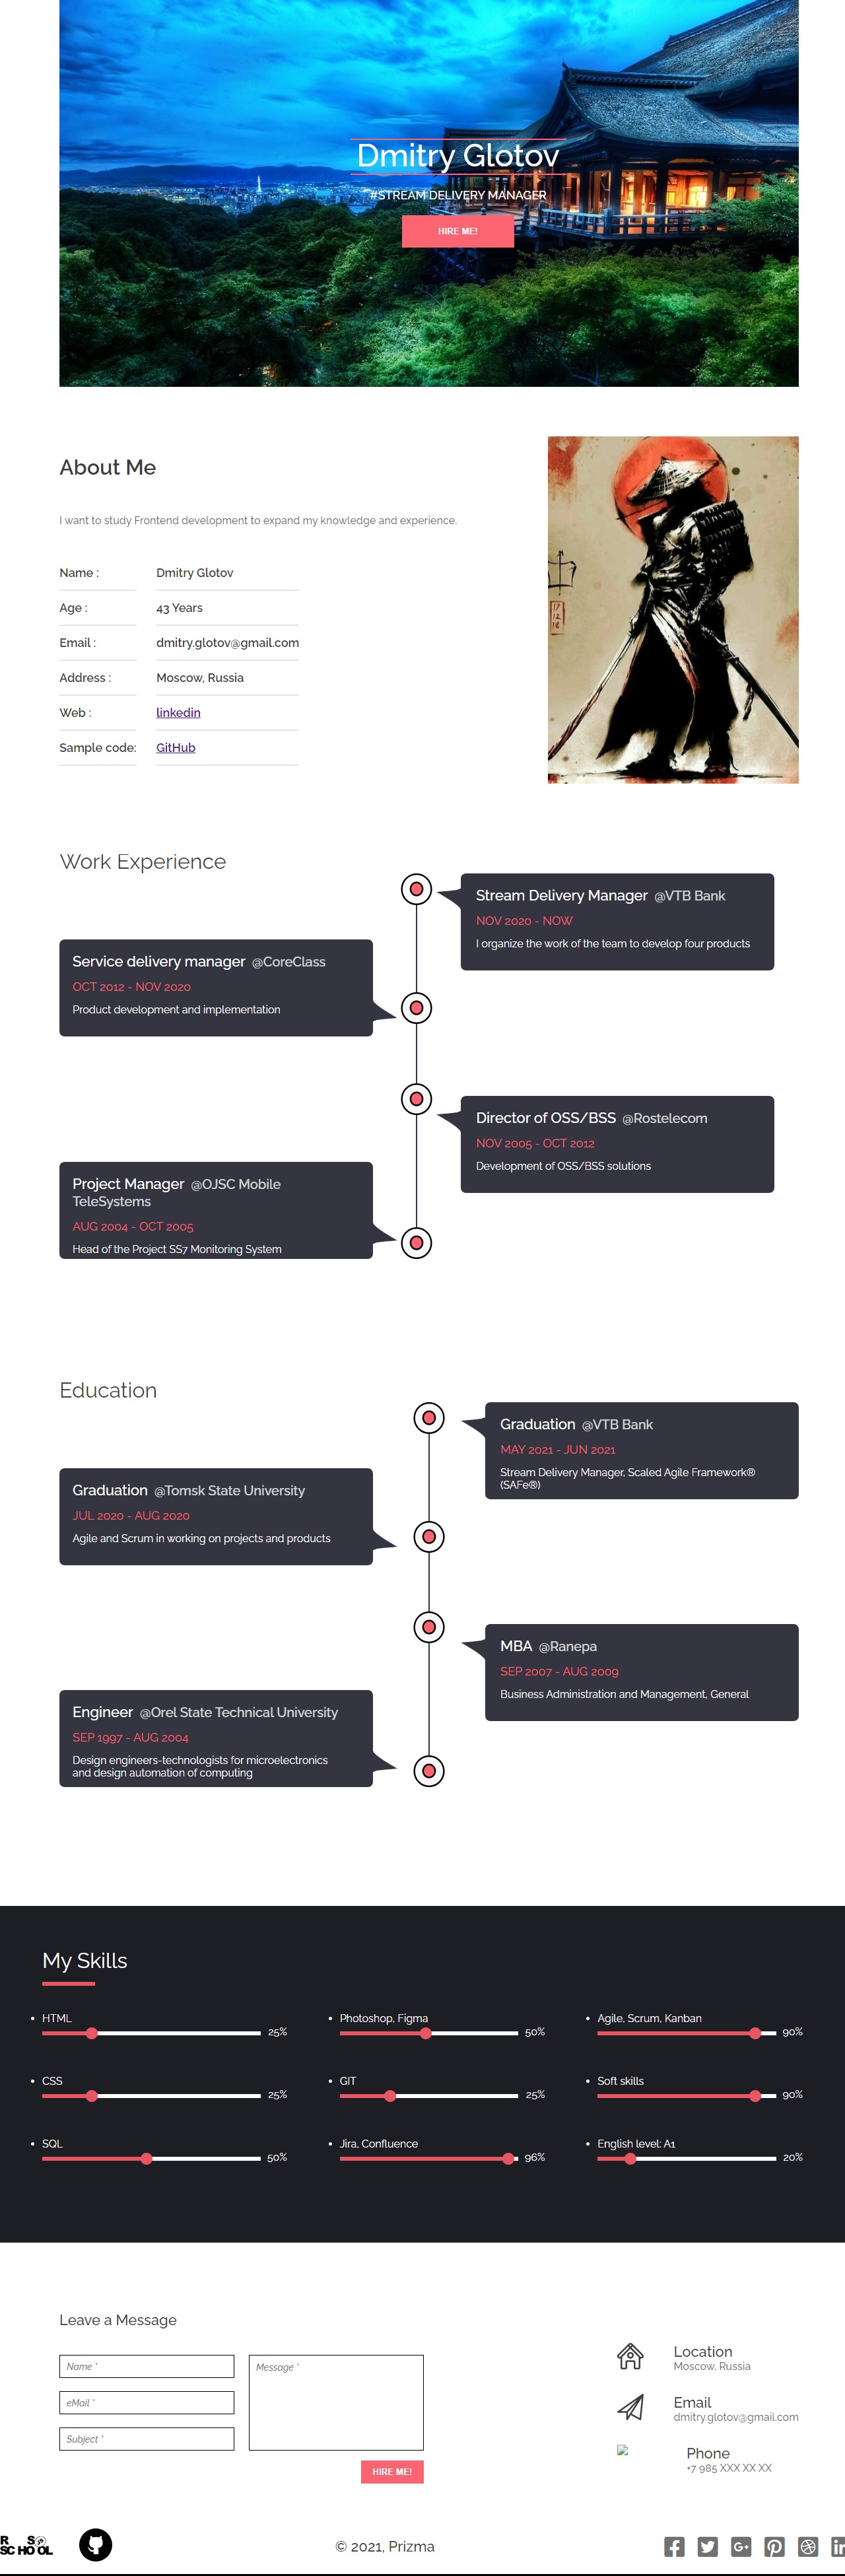 Dmitry Glotov
#STREAM DELIVERY MANAGER
HIRE ME!
About Me
I want to study Frontend development to expand my knowledge and experience.
Name : Dmitry Glotov
Age : 43 Years
Email : dmitry.glotov@gmail.com
Address : Moscow, Russia
Web : linkedin
Sample code: GitHub
17
12
18
Work Experience
Stream Delivery Manager @VTB Bank
NOV 2020 - NOW
I organize the work of the team to develop four products
Service delivery manager @CoreClass
OCT 2012 - NOV 2020
Product development and implementation
Director of OSS/BSS @Rostelecom
NOV 2005 - OCT 2012
Development of OSS/BSS solutions
Project Manager @OJSC Mobile
TeleSystems
AUG 2004 - OCT 2005
Head of the Project SS7 Monitoring System
Education
Graduation @VTB Bank
MAY 2021 - JUN 2021
Stream Delivery Manager, Scaled Agile Framework®
(SAFe®)
Graduation @Tomsk State University
JUL 2020 - AUG 2020
Agile and Scrum in working on projects and products
MBA @Ranepa
SEP 2007 - AUG 2009
Business Administration and Management, General
Engineer @Orel State Technical University
SEP 1997 - AUG 2004
Design engineers-technologists for microelectronics
and design automation of computing
My Skills
HTML 25%
Photoshop, Figma 50%
Agile, Scrum, Kanban 90%
CSS 25%
GIT 25%
Soft skills 90%
SQL 50%
Jira, Confluence 96%
English level: A1 20%
Leave a Message
Name *
eMail *
Subject *
Message *
HIRE ME!
Location
Moscow, Russia
Email
dmitry.glotov@gmail.com
Phone
+7 985 XXX XX XX
RS
SCHOOL
© 2021, Prizma